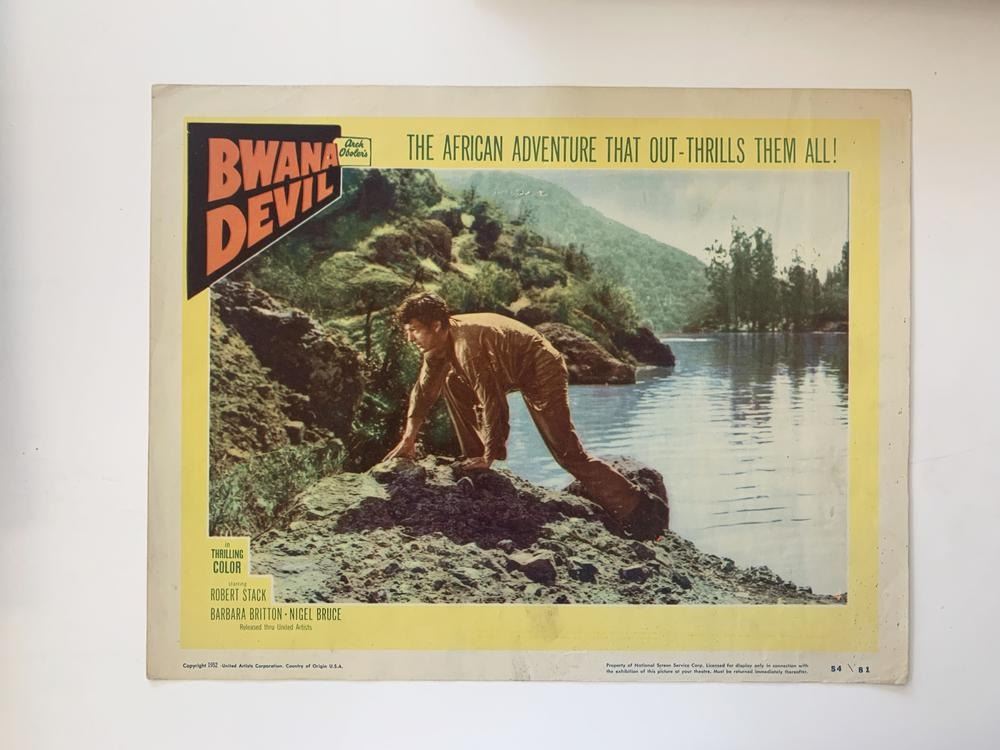 BWANA
DEVIL
Arch
Oboler's
THE AFRICAN ADVENTURE THAT OUT-THRILLS THEM ALL!
in
THRILLING
COLOR
starring
ROBERT STACK
BARBARA BRITTON · NIGEL BRUCE
Released thru United Artists
Copyright 1952 United Artists Corporation. Country of Origin U.S.A.
Property of National Screen Service Corp. Licensed for display only in connection with
the exhibition of this picture at your theatre. Must be returned immediately thereafter.
54 \ 81